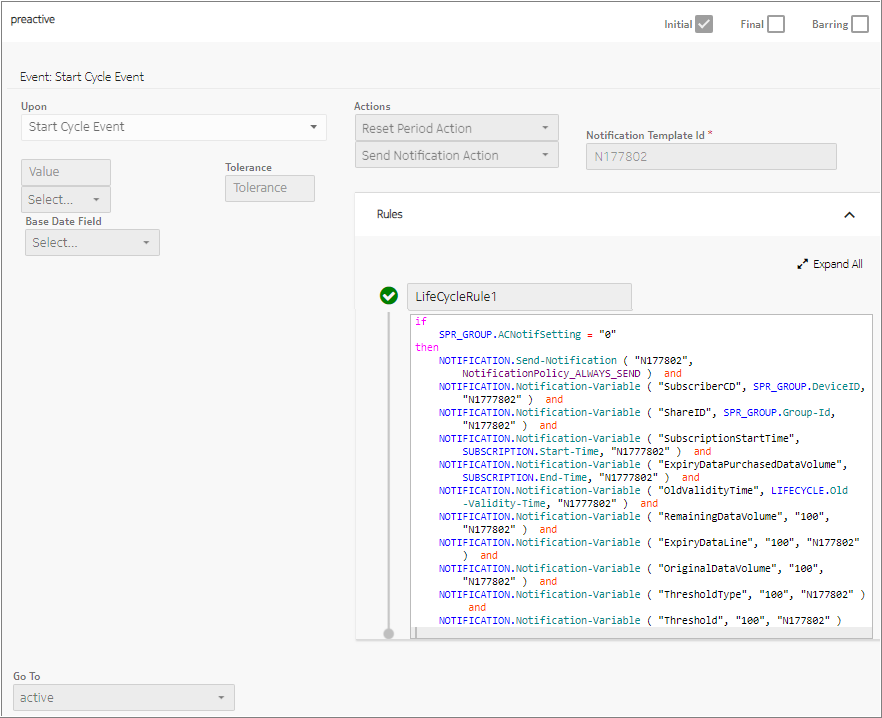 preactive
Initial
Final
Barring
Event: Start Cycle Event
Upon
Start Cycle Event
Value
Select...
Tolerance
Tolerance
Base Date Field
Select...
Actions
Reset Period Action
Send Notification Action
Notification Template Id *
N177802
Rules
Expand All
LifeCycleRule1
if
SPR_GROUP.ACNotifSetting = "0"
then
NOTIFICATION.Send-Notification ( "N177802",
NotificationPolicy_ALWAYS_SEND ) and
NOTIFICATION.Notification-Variable ( "SubscriberCD", SPR_GROUP.DeviceID,
"N1777802" ) and
NOTIFICATION.Notification-Variable ( "ShareID", SPR_GROUP.Group-Id,
"N177802" ) and
NOTIFICATION.Notification-Variable ( "SubscriptionStartTime",
SUBSCRIPTION.Start-Time, "N1777802" ) and
NOTIFICATION.Notification-Variable ( "ExpiryDataPurchasedDataVolume",
SUBSCRIPTION.End-Time, "N1777802" ) and
NOTIFICATION.Notification-Variable ( "OldValidityTime", LIFECYCLE.Old
-Validity-Time, "N1777802" ) and
NOTIFICATION.Notification-Variable ( "RemainingDataVolume", "100",
"N177802" ) and
NOTIFICATION.Notification-Variable ( "ExpiryDataLine", "100", "N177802"
) and
NOTIFICATION.Notification-Variable ( "OriginalDataVolume", "100",
"N177802" ) and
NOTIFICATION.Notification-Variable ( "ThresholdType", "100", "N177802" )
and
NOTIFICATION.Notification-Variable ( "Threshold", "100", "N177802" )
Go To
active